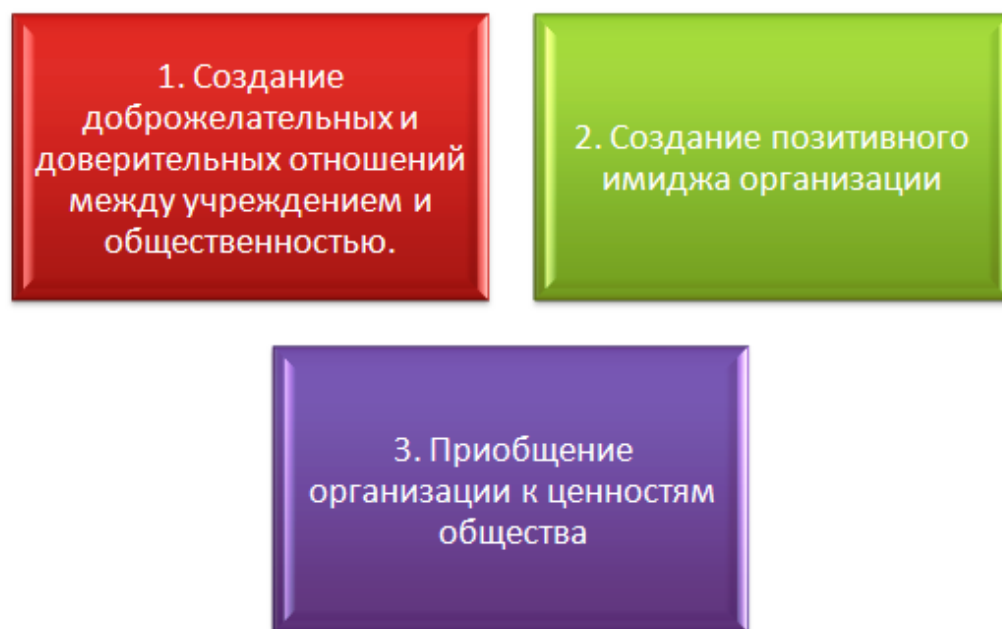 1. Создание
доброжелательных и
доверительных отношений
между учреждением и
общественностью.
2. Создание позитивного
имиджа организации
3. Приобщение
организации к ценностям
общества